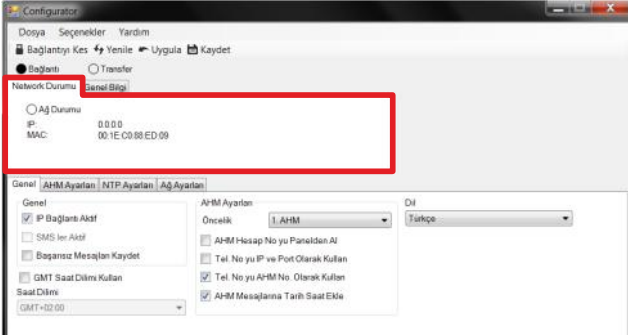 Configurator
Dosya Seçenekler Yardım
Bağlantıyı Kes Yenile Uygula Kaydet
Bağlantı Transfer
Network Durumu Genel Bilgi
Ağ Durumu
IP: 0.0.0.0
MAC: 00:1E:C0:88:ED:09
Genel AHM Ayarları NTP Ayarları Ağ Ayarları
Genel AHM Ayarları Dil
IP Bağlantı Aktif Öncelik 1. AHM Türkçe
SMS ler Aktif AHM Hesap No yu Panelden Al
Başarısız Mesajları Kaydet Tel. No yu IP ve Port Olarak Kullan
GMT Saat Dilimi Kullan Tel. No yu AHM No. Olarak Kullan
Saat Dilimi AHM Mesajlarına Tarih Saat Ekle
GMT+02:00